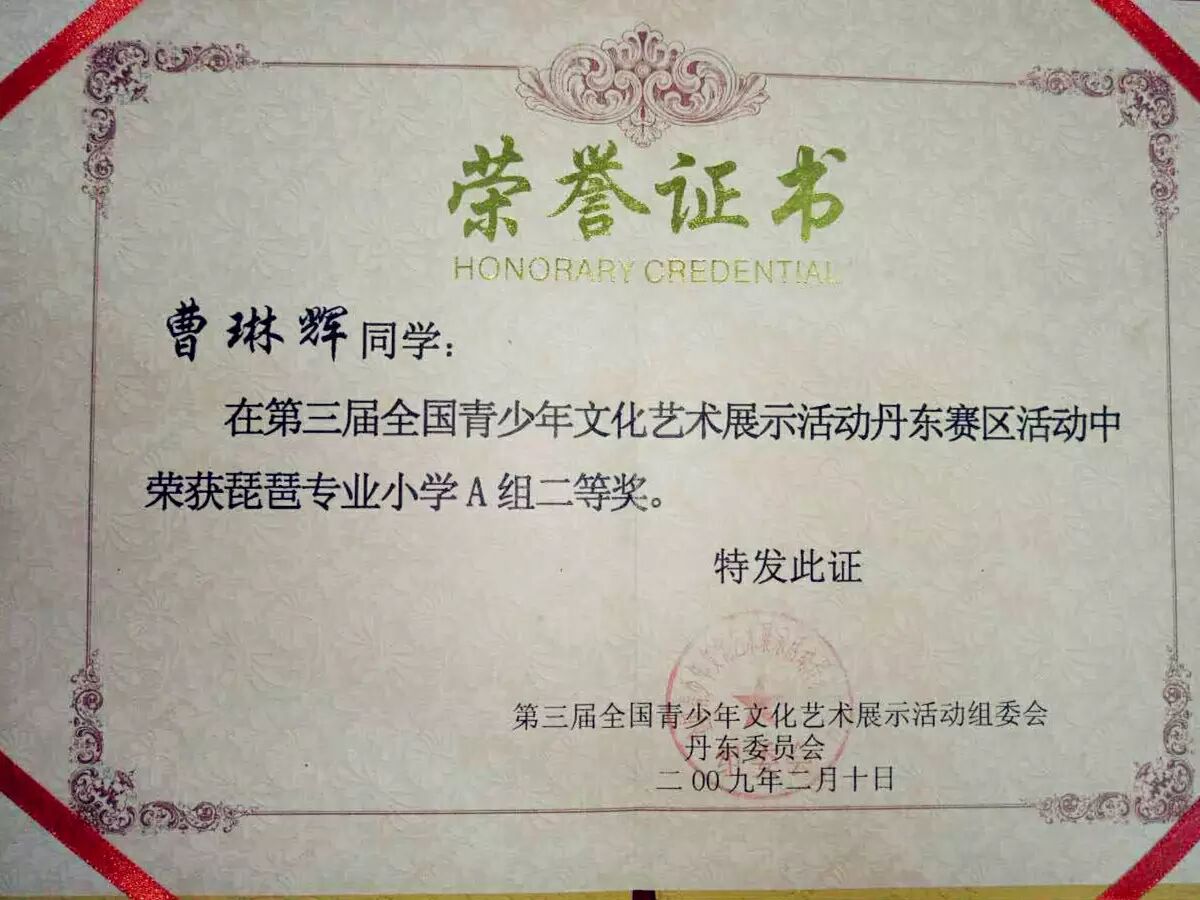 荣誉证书
HONORARY CREDENTIAL
曹琳辉同学：
在第三届全国青少年文化艺术展示活动丹东赛区活动中
荣获琵琶专业小学A组二等奖。
特发此证
第三届全国青少年文化艺术展示活动组委会
丹东委员会
二00九年二月十日